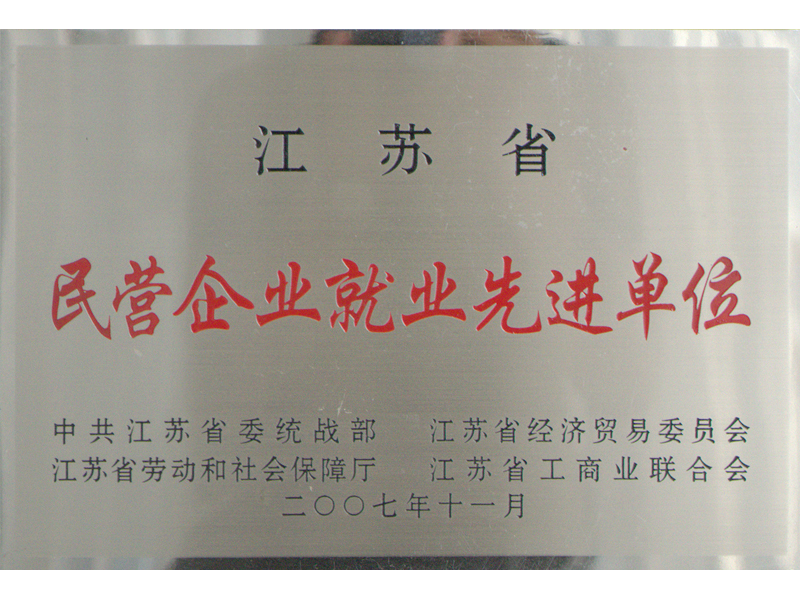 江苏省
民营企业就业先进单位
中共江苏省委统战部 江苏省经济贸易委员会
江苏省劳动和社会保障厅 江苏省工商业联合会
二〇〇七年十一月